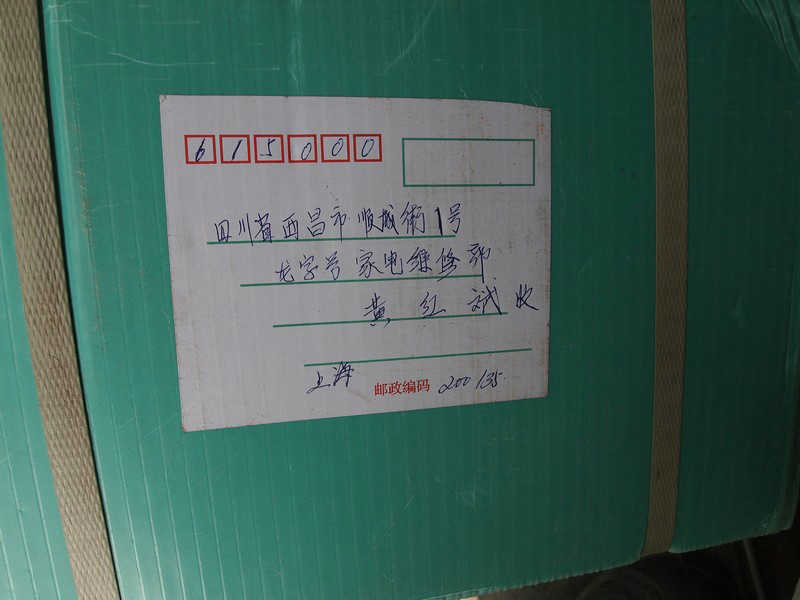 615000
四川省西昌市顺城街1号
龙字号家电维修部
黄红斌收
上海 邮政编码 200135